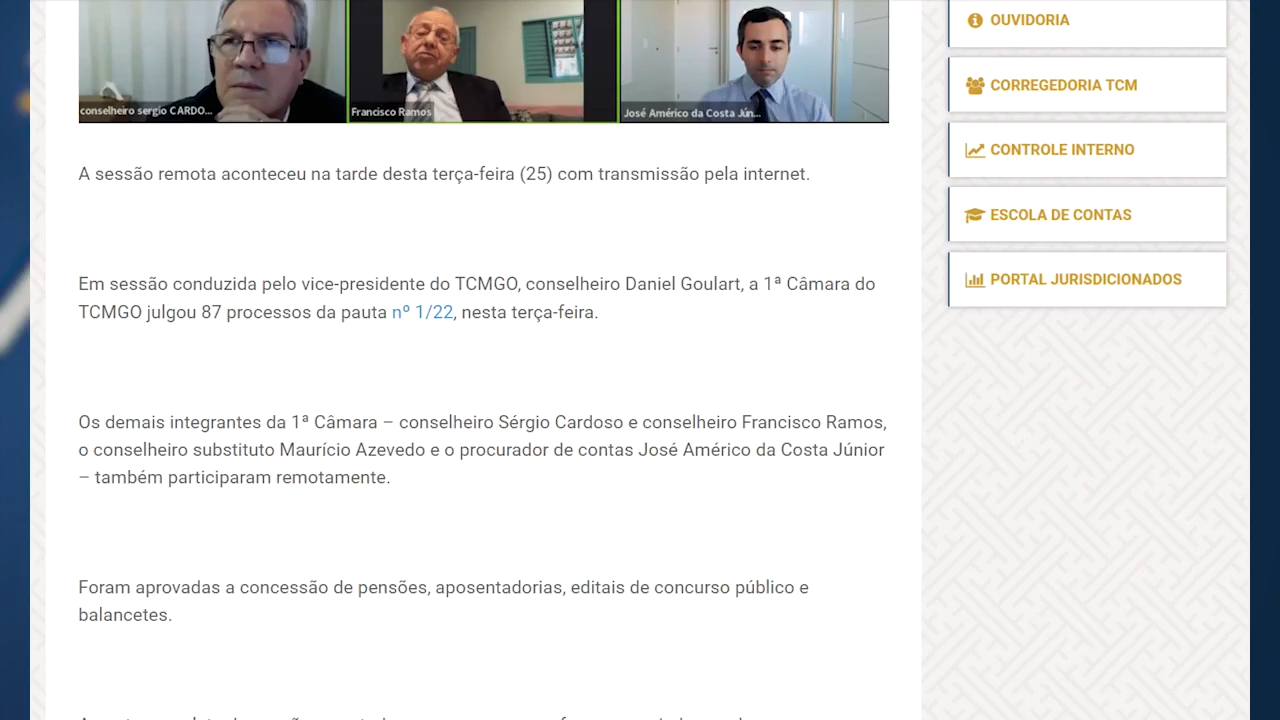 conselheiro sergio CARDO...
Francisco Ramos
José Américo da Costa Jún...
A sessão remota aconteceu na tarde desta terça-feira (25) com transmissão pela internet.
Em sessão conduzida pelo vice-presidente do TCMGO, conselheiro Daniel Goulart, a 1ª Câmara do
TCMGO julgou 87 processos da pauta nº 1/22, nesta terça-feira.
Os demais integrantes da 1ª Câmara – conselheiro Sérgio Cardoso e conselheiro Francisco Ramos,
o conselheiro substituto Maurício Azevedo e o procurador de contas José Américo da Costa Júnior
– também participaram remotamente.
Foram aprovadas a concessão de pensões, aposentadorias, editais de concurso público e
balancetes.
OUVIDORIA
CORREGEDORIA TCM
CONTROLE INTERNO
ESCOLA DE CONTAS
PORTAL JURISDICIONADOS